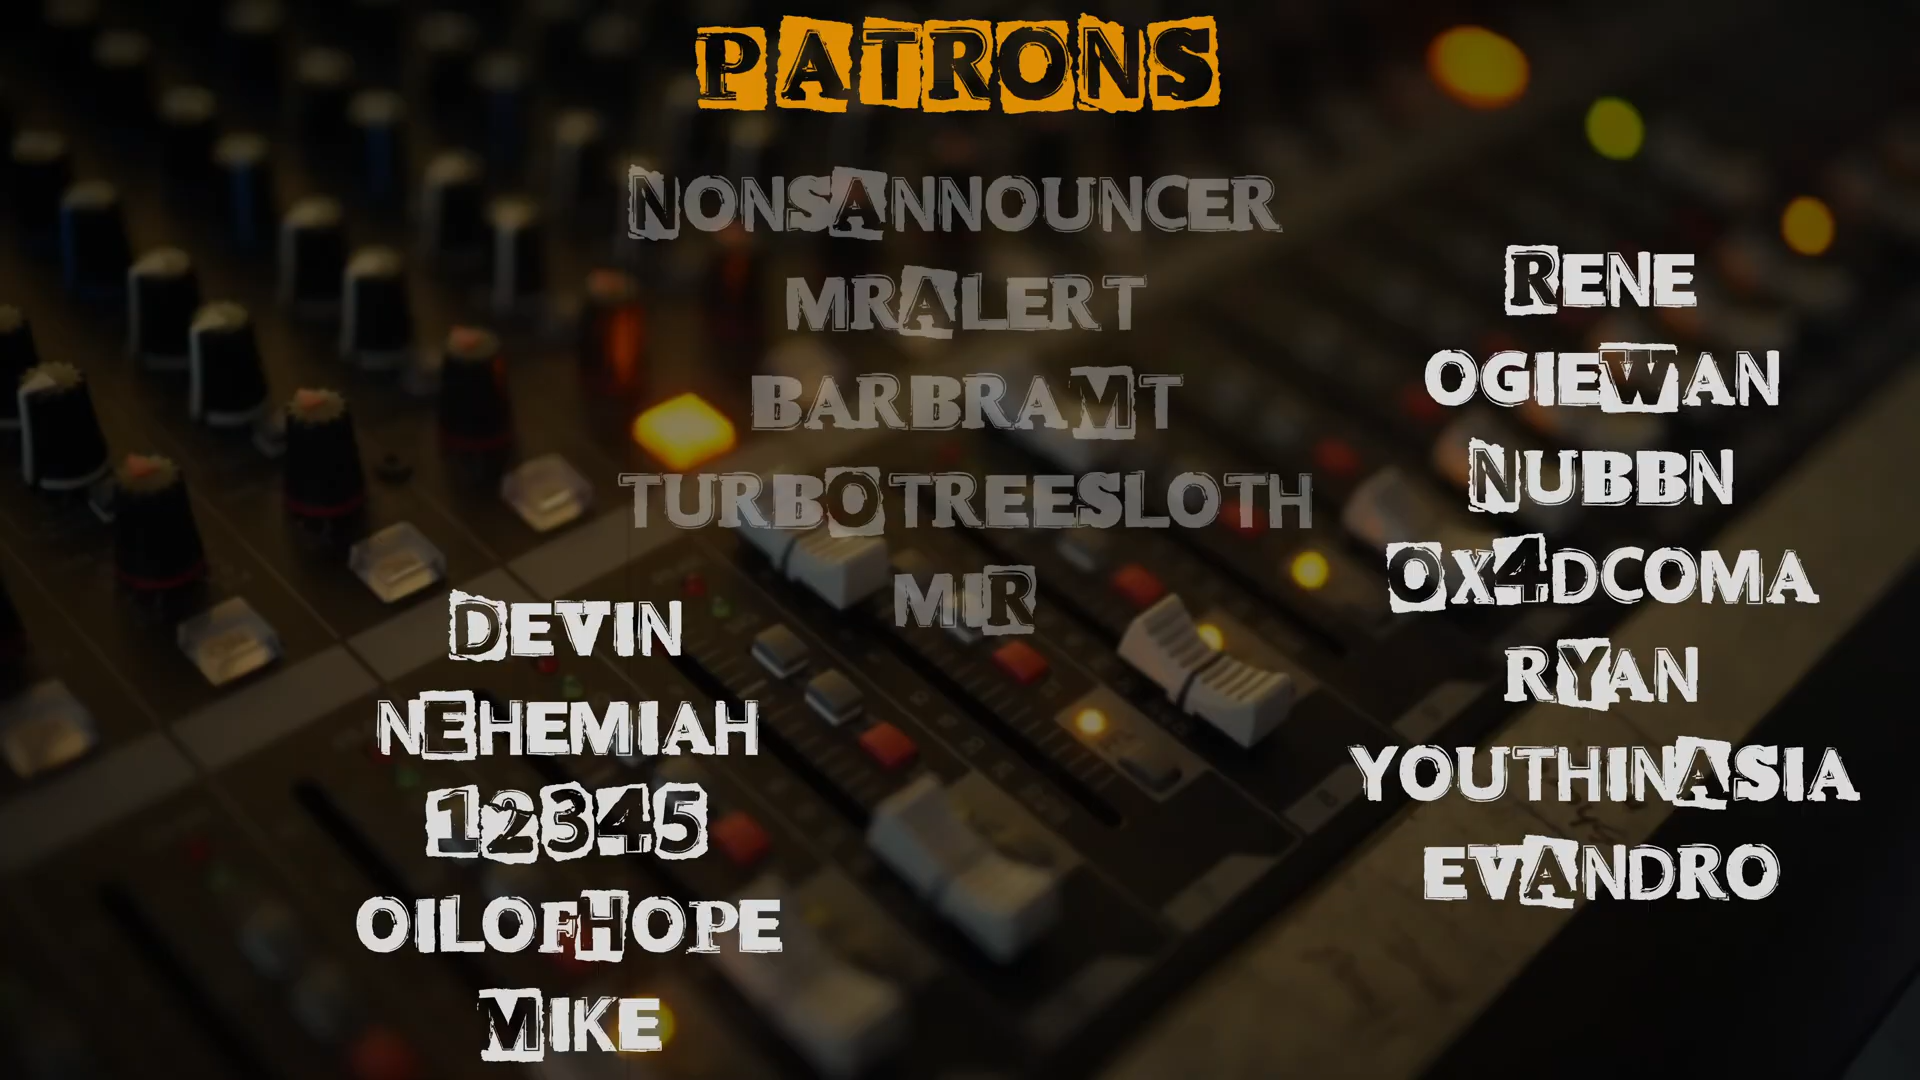 PATRONS
NONSANNOUNCER
MRALERT
BARBRAMT
TURBOTREESLOTH
MIR
DEVIN
NEHEMIAH
12345
OILOFHOPE
MIKE
RENE
OGIEWAN
NUBBN
0X4DCOMA
RYAN
YOUTHINASIA
EVANDRO